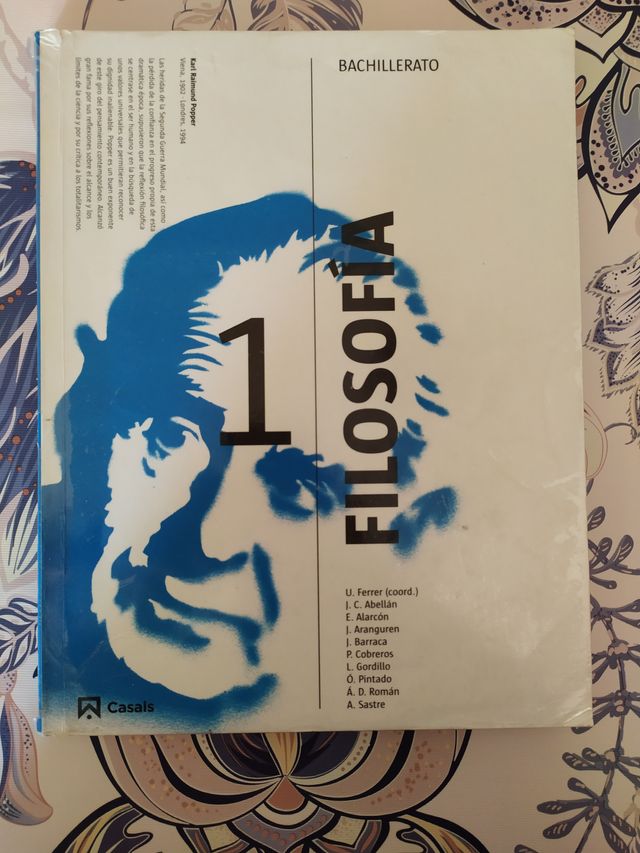 BACHILLERATO
Karl Raimund Popper
Viena, 1902 - Londres, 1994
Las heridas de la Segunda Guerra Mundial, así como
la pérdida de la confianza en el progreso propia de esta
dramática época, supusieron que la reflexión filosófica
se centrase en el ser humano y en la búsqueda de
unos valores universales que permitieran reconocer
su dignidad inalienable. Popper es un buen exponente
de este giro del pensamiento contemporáneo. Alcanzó
gran fama por sus reflexiones sobre el alcance y los
límites de la ciencia y por su crítica a los totalitarismos.
1
FILOSOFÍA
U. Ferrer (coord.)
J. C. Abellán
E. Alarcón
J. Aranguren
J. Barraca
P. Cobreros
L. Gordillo
Ó. Pintado
Á. D. Román
A. Sastre
Casals